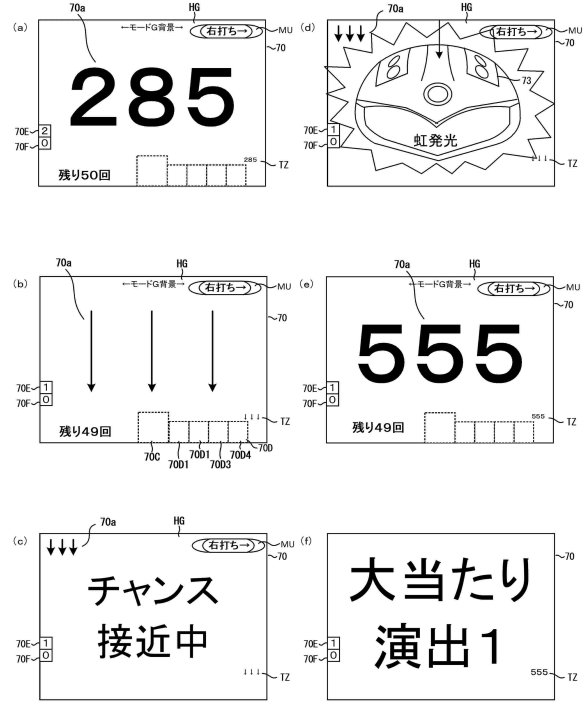 (a)
70a
HG
←モードG背景→
右打ち→
MU
70
285
70E
2
70F
0
285
TZ
残り50回
(b)
70a
HG
←モードG背景→
右打ち→
MU
70
70E
1
70F
0
↓↓↓
TZ
残り49回
70C
70D1
70D1
70D3
70D4
70D
(c)
70a
HG
右打ち→
MU
70
チャンス
接近中
70E
1
70F
0
↓↓↓
TZ
(d)
70a
HG
右打ち→
MU
70
73
70E
1
70F
0
虹発光
↓↓↓
TZ
(e)
70a
HG
←モードG背景→
右打ち→
MU
70
555
70E
1
70F
0
555
TZ
残り49回
(f)
70
大当たり
演出1
70E
1
70F
0
555
TZ